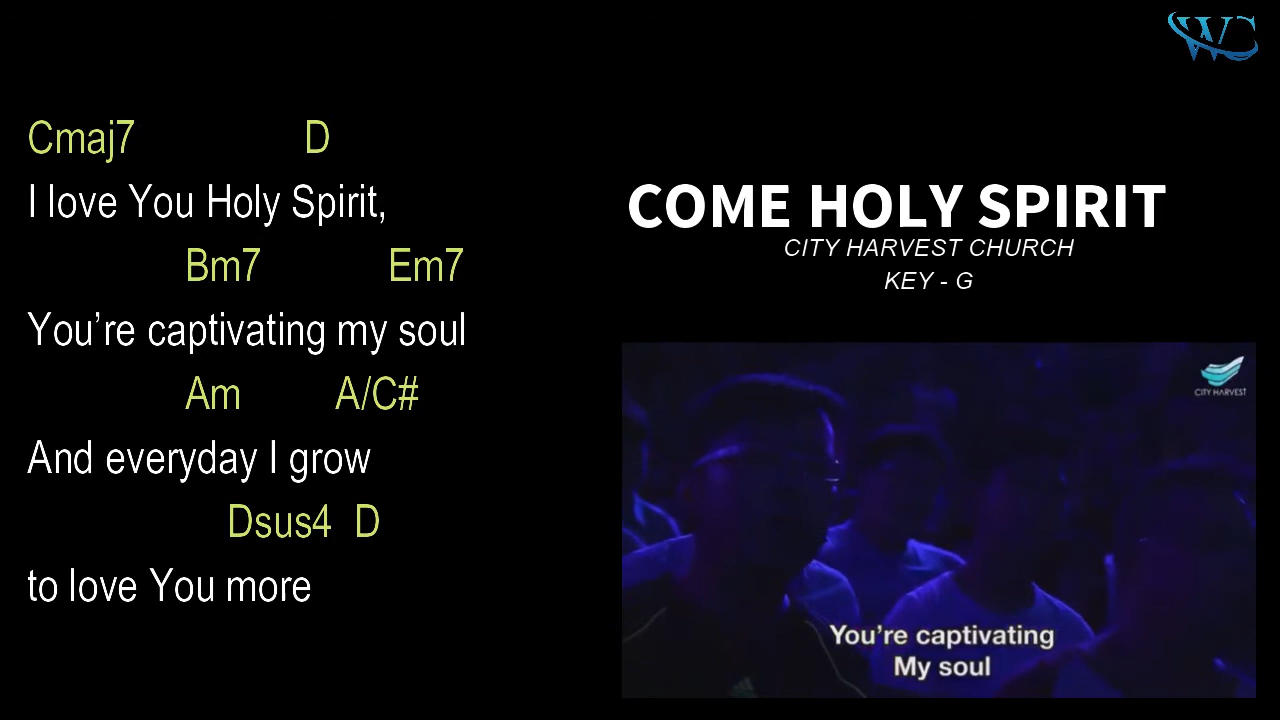 WC
Cmaj7 D
I love You Holy Spirit,
Bm7 Em7
You're captivating my soul
Am A/C#
And everyday I grow
Dsus4 D
to love You more
COME HOLY SPIRIT
CITY HARVEST CHURCH
KEY - G
CITY HARVEST
You're captivating
My soul